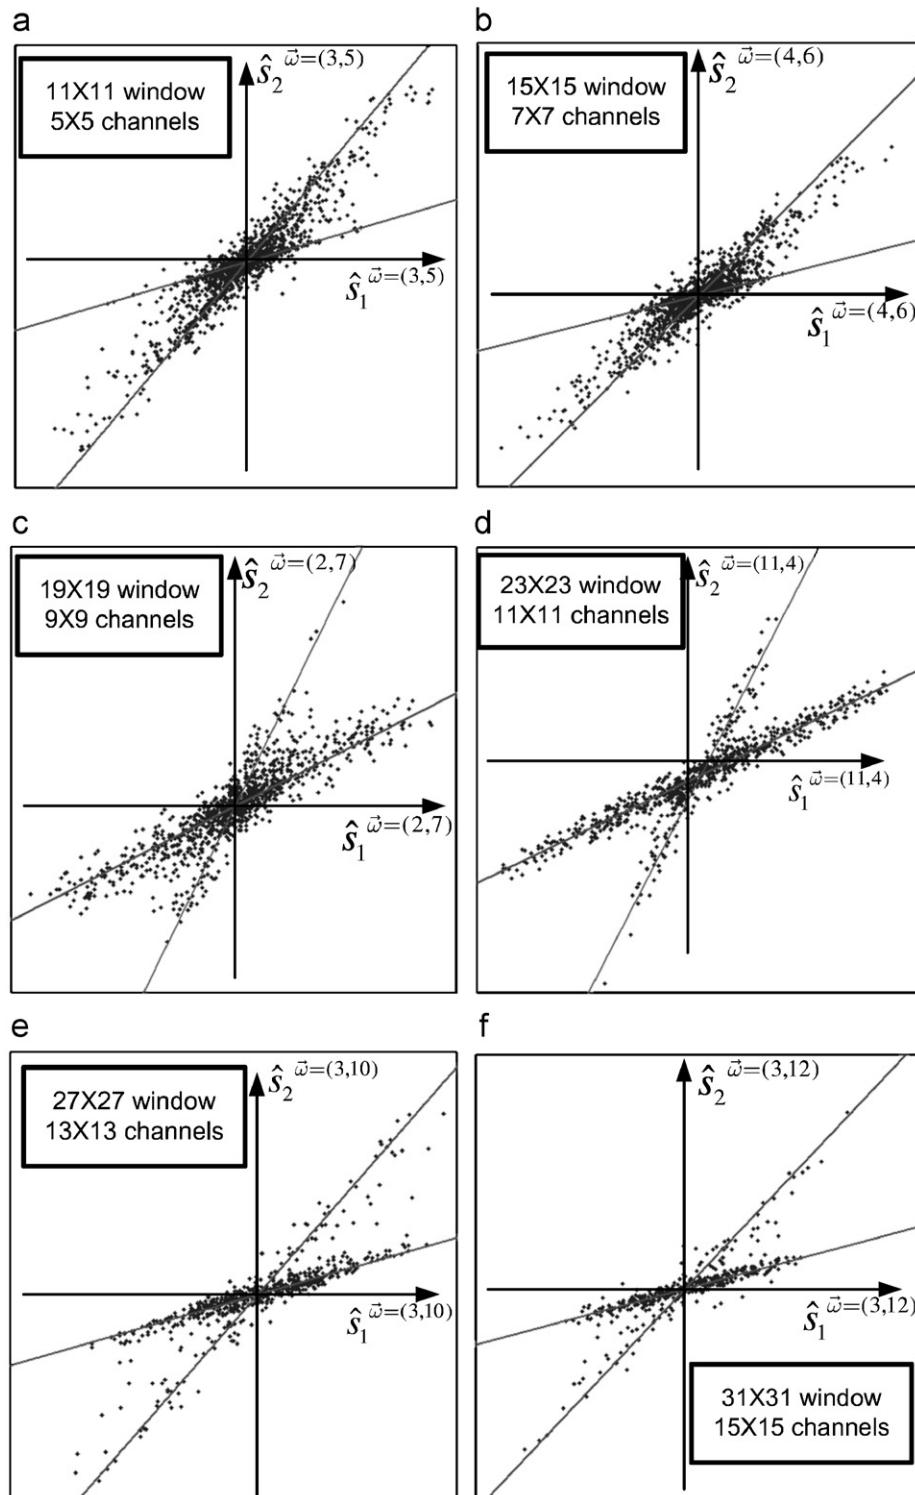 a
11X11 window
5X5 channels
ŝ₂ ω⃗=(3,5)
ŝ₁ ω⃗=(3,5)
b
15X15 window
7X7 channels
ŝ₂ ω⃗=(4,6)
ŝ₁ ω⃗=(4,6)
c
19X19 window
9X9 channels
ŝ₂ ω⃗=(2,7)
ŝ₁ ω⃗=(2,7)
d
23X23 window
11X11 channels
ŝ₂ ω⃗=(11,4)
ŝ₁ ω⃗=(11,4)
e
27X27 window
13X13 channels
ŝ₂ ω⃗=(3,10)
ŝ₁ ω⃗=(3,10)
f
ŝ₂ ω⃗=(3,12)
ŝ₁ ω⃗=(3,12)
31X31 window
15X15 channels